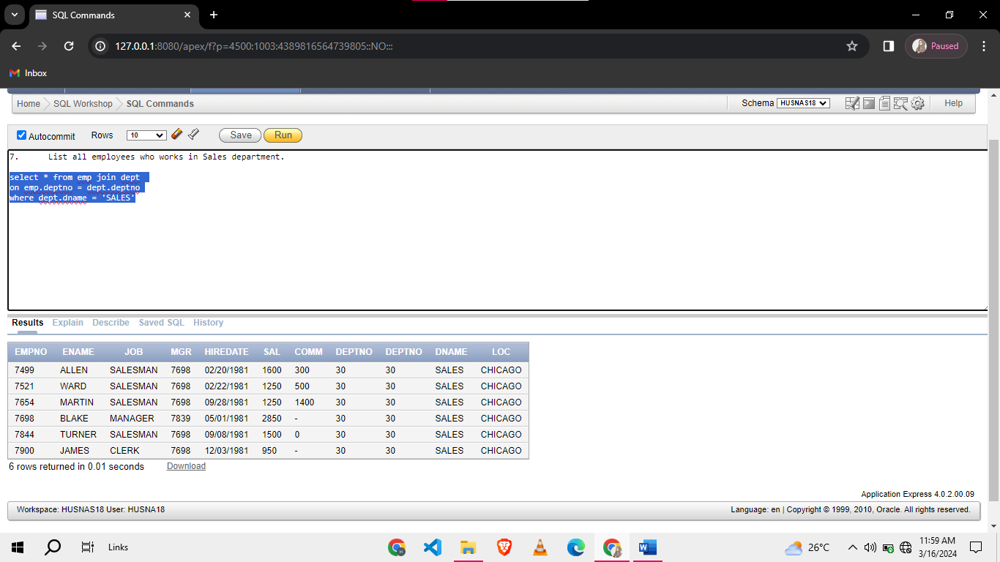 SQL Commands
127.0.0.1:8080/apex/f?p=4500:1003:4389816564739805::NO:::
Paused
Inbox
Home SQL Workshop SQL Commands Schema HUSNAS18 Help
Autocommit Rows 10 Save Run
7. List all employees who works in Sales department.
select * from emp join dept
on emp.deptno = dept.deptno
where dept.dname = 'SALES'
Results Explain Describe Saved SQL History
EMPNO ENAME JOB MGR HIREDATE SAL COMM DEPTNO DEPTNO DNAME LOC
7499 ALLEN SALESMAN 7698 02/20/1981 1600 300 30 30 SALES CHICAGO
7521 WARD SALESMAN 7698 02/22/1981 1250 500 30 30 SALES CHICAGO
7654 MARTIN SALESMAN 7698 09/28/1981 1250 1400 30 30 SALES CHICAGO
7698 BLAKE MANAGER 7839 05/01/1981 2850 - 30 30 SALES CHICAGO
7844 TURNER SALESMAN 7698 09/08/1981 1500 0 30 30 SALES CHICAGO
7900 JAMES CLERK 7698 12/03/1981 950 - 30 30 SALES CHICAGO
6 rows returned in 0.01 seconds Download
Application Express 4.0.2.00.09
Workspace: HUSNAS18 User: HUSNA18 Language: en | Copyright © 1999, 2010, Oracle. All rights reserved.
Links 26°C 11:59 AM
3/16/2024